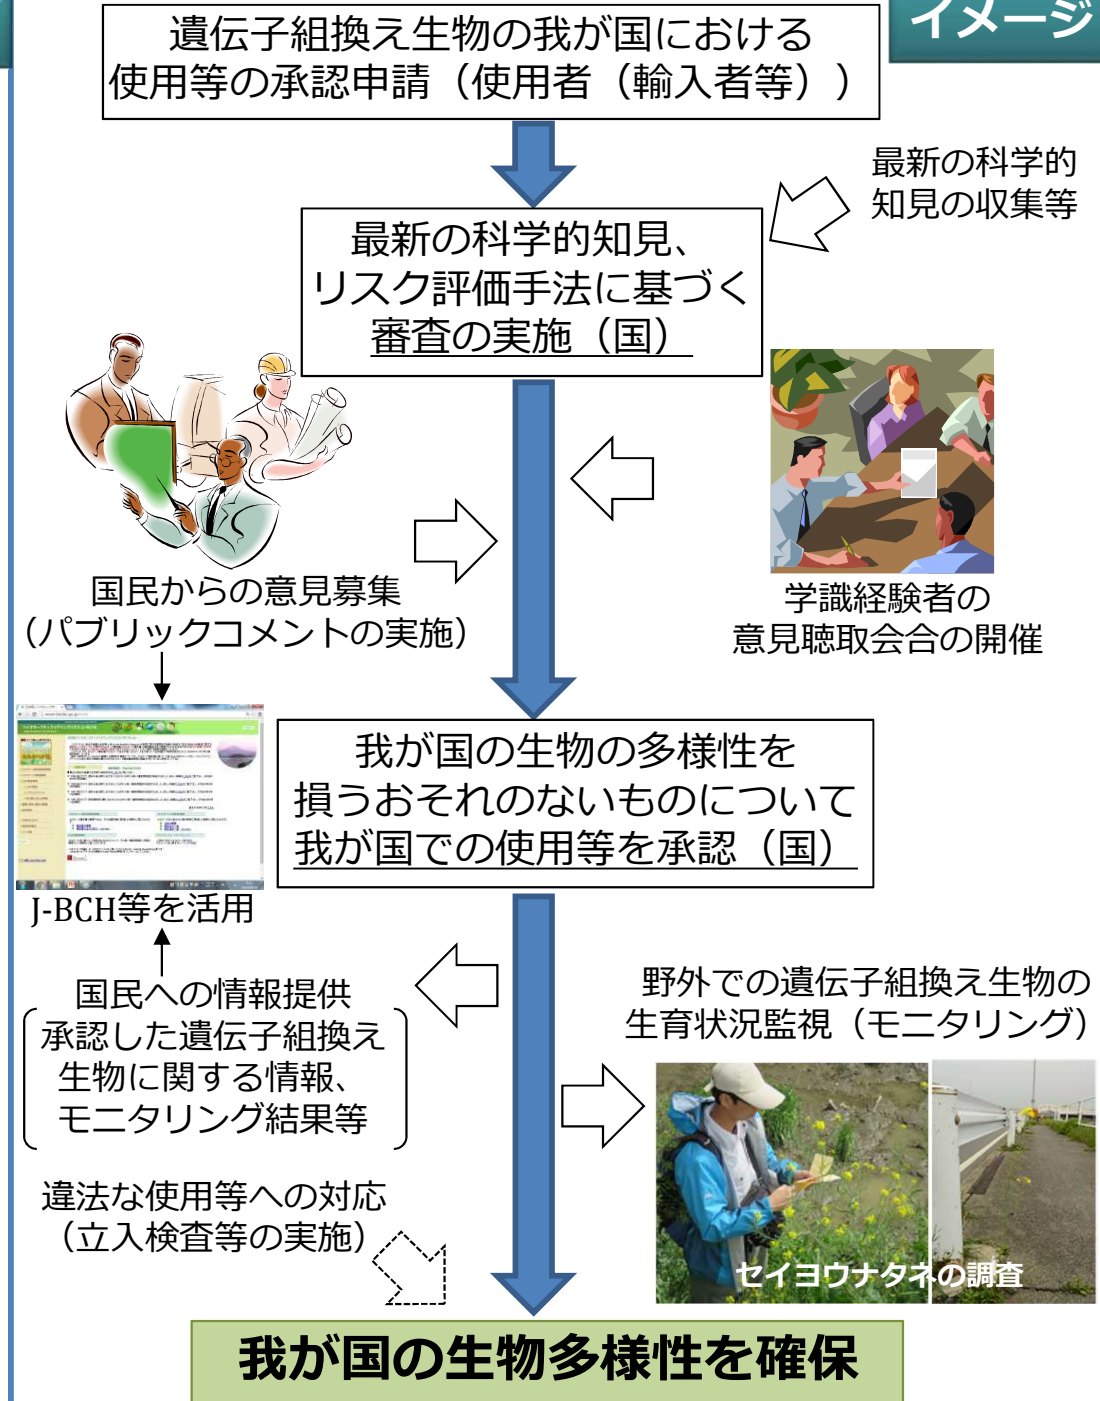 イメージ
遺伝子組換え生物の我が国における
使用等の承認申請（使用者（輸入者等））
最新の科学的
知見の収集等
最新の科学的知見、
リスク評価手法に基づく
審査の実施（国）
国民からの意見募集
（パブリックコメントの実施）
学識経験者の
意見聴取会合の開催
我が国の生物の多様性を
損うおそれのないものについて
我が国での使用等を承認（国）
J-BCH等を活用
国民への情報提供
承認した遺伝子組換え
生物に関する情報、
モニタリング結果等
野外での遺伝子組換え生物の
生育状況監視（モニタリング）
セイヨウナタネの調査
違法な使用等への対応
（立入検査等の実施）
我が国の生物多様性を確保